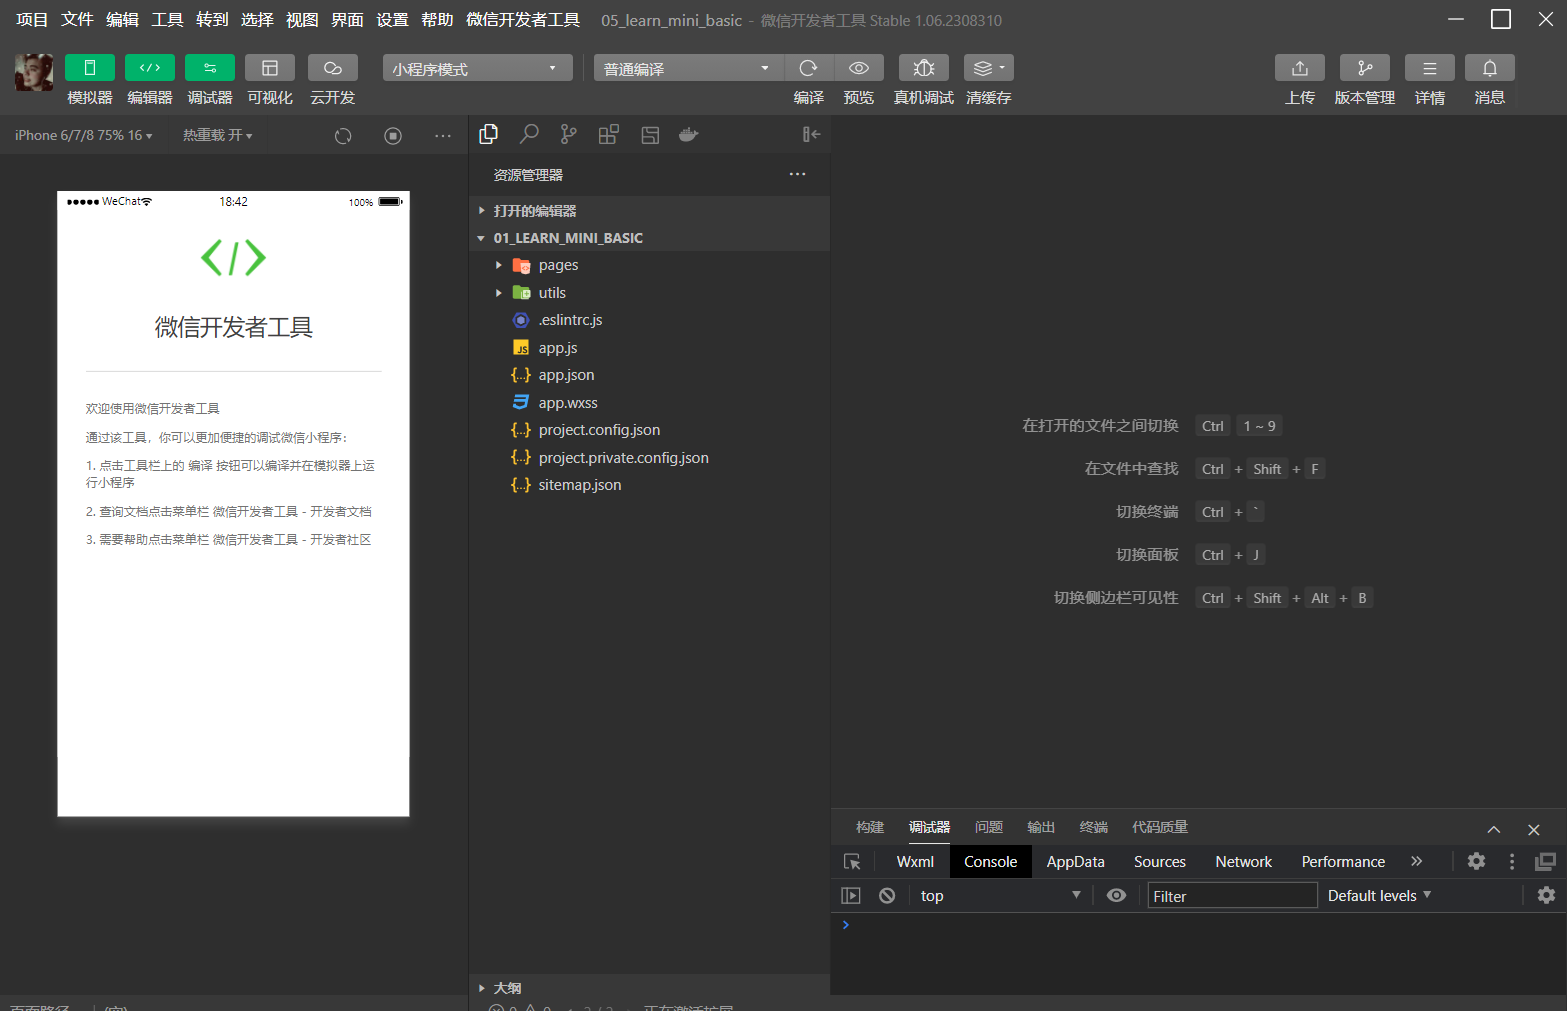 项目 文件 编辑 工具 转到 选择 视图 界面 设置 帮助 微信开发者工具 05_learn_mini_basic - 微信开发者工具 Stable 1.06.2308310
小程序模式 普通编译
模拟器 编辑器 调试器 可视化 云开发 编译 预览 真机调试 清缓存 上传 版本管理 详情 消息
iPhone 6/7/8 75% 16 热重载 开
WeChat 18:42 100%
微信开发者工具
欢迎使用微信开发者工具
通过该工具，你可以更加便捷的调试微信小程序：
1. 点击工具栏上的 编译 按钮可以编译并在模拟器上运
行小程序
2. 查询文档点击菜单栏 微信开发者工具 - 开发者文档
3. 需要帮助点击菜单栏 微信开发者工具 - 开发者社区
资源管理器
打开的编辑器
01_LEARN_MINI_BASIC
pages
utils
.eslintrc.js
JS app.js
{..} app.json
app.wxss
{..} project.config.json
{..} project.private.config.json
{..} sitemap.json
大纲
在打开的文件之间切换 Ctrl 1 ~ 9
在文件中查找 Ctrl + Shift + F
切换终端 Ctrl + `
切换面板 Ctrl + J
切换侧边栏可见性 Ctrl + Shift + Alt + B
构建 调试器 问题 输出 终端 代码质量
Wxml Console AppData Sources Network Performance
top Filter Default levels